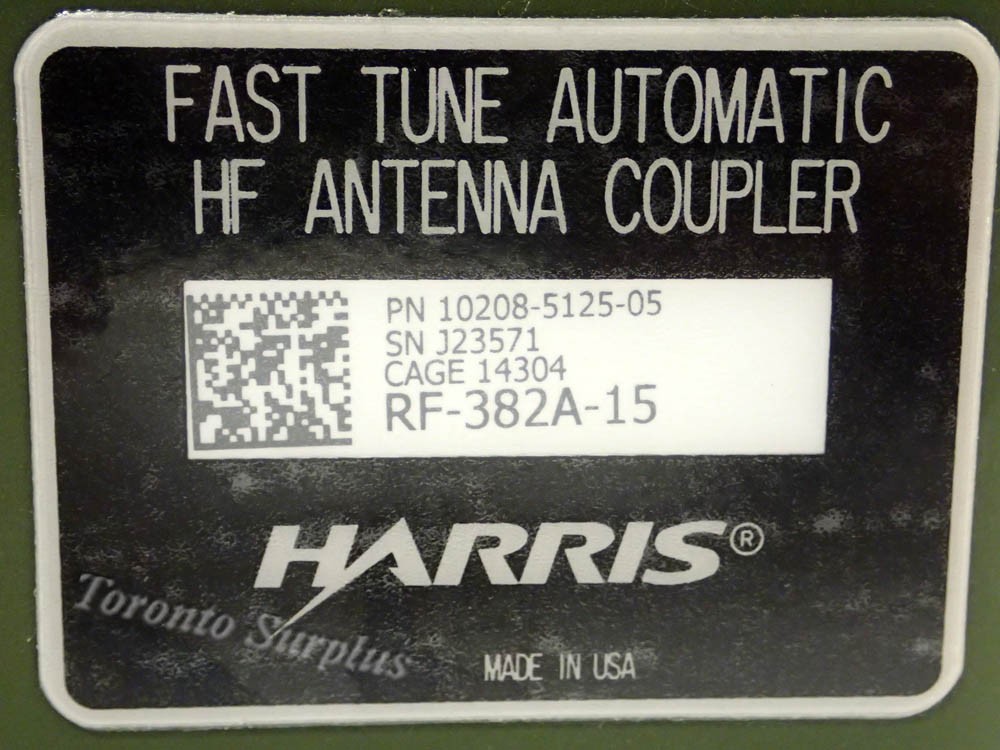 FAST TUNE AUTOMATIC
HF ANTENNA COUPLER
PN 10208-5125-05
SN J23571
CAGE 14304
RF-382A-15
HARRIS®
Toronto Surplus
MADE IN USA